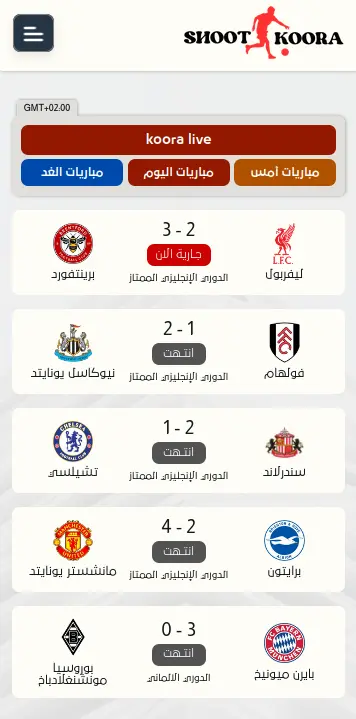 SHOOT KOORA
GMT+02:00
koora live
مباريات أمس
مباريات اليوم
مباريات الغد
3 - 2
جارية الان
ليفربول
برينتفورد
الدوري الإنجليزي الممتاز
2 - 1
انتهت
فولهام
نيوكاسل يونايتد
الدوري الإنجليزي الممتاز
1 - 2
انتهت
سندرلاند
تشيلسي
الدوري الإنجليزي الممتاز
4 - 2
انتهت
برايتون
مانشستر يونايتد
الدوري الإنجليزي الممتاز
0 - 3
انتهت
بايرن ميونيخ
بوروسيا
مونشنغلادباخ
الدوري الالماني